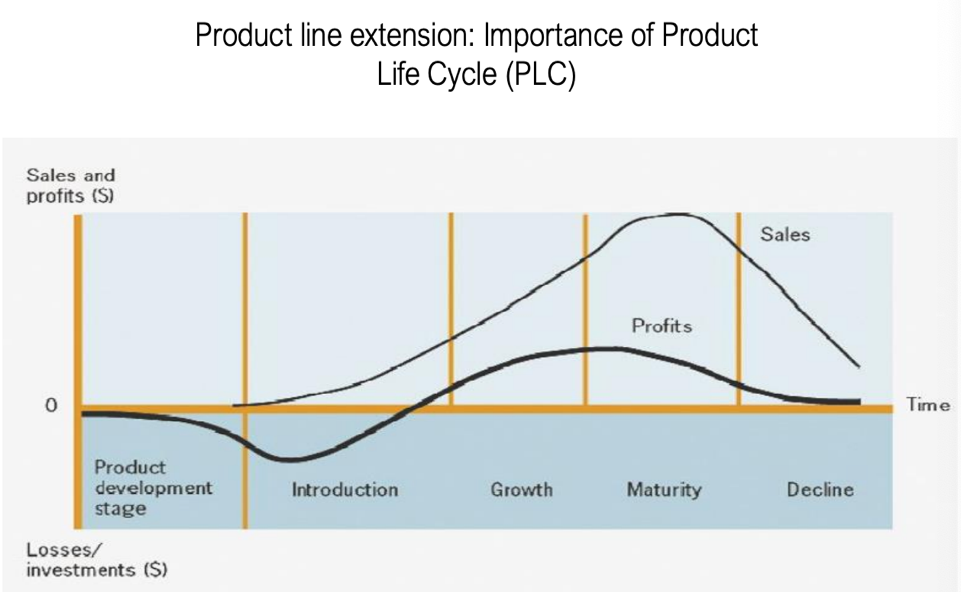 Product line extension: Importance of Product
Life Cycle (PLC)
Sales and
profits ($)
Sales
Profits
0
Time
Product
development
stage
Introduction
Growth
Maturity
Decline
Losses/
investments ($)